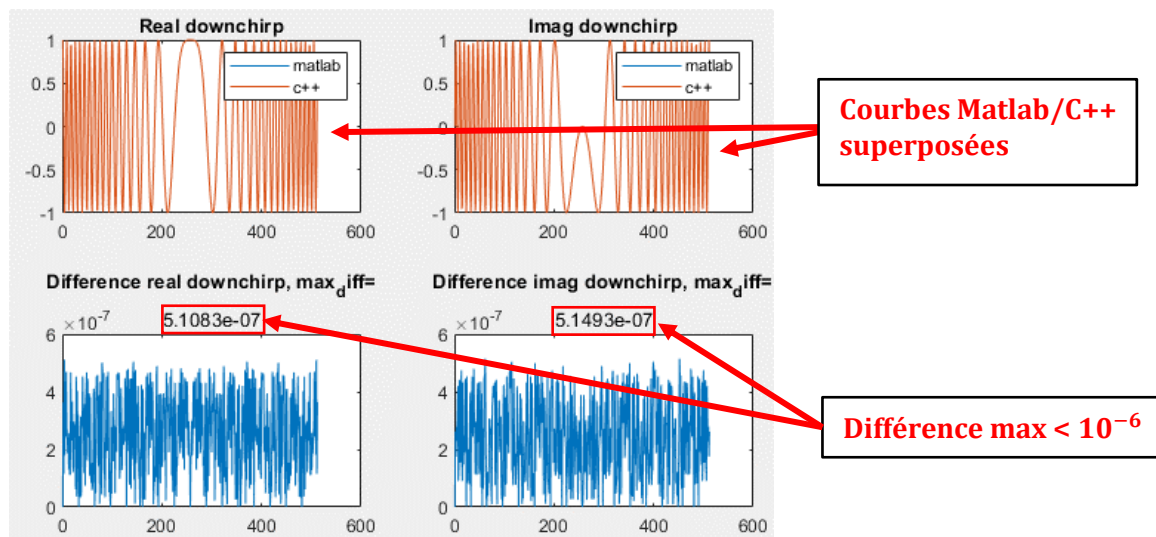 Real downchirp
1
0.5
0
-0.5
-1
0
200
400
600
matlab
c++
Imag downchirp
1
0.5
0
-0.5
-1
0
200
400
600
matlab
c++
Courbes Matlab/C++
superposées
Difference real downchirp, max_diff=
5.1083e-07
×10^-7
6
4
2
0
0
200
400
600
Difference imag downchirp, max_diff=
5.1493e-07
×10^-7
6
4
2
0
0
200
400
600
Différence max < 10^−6